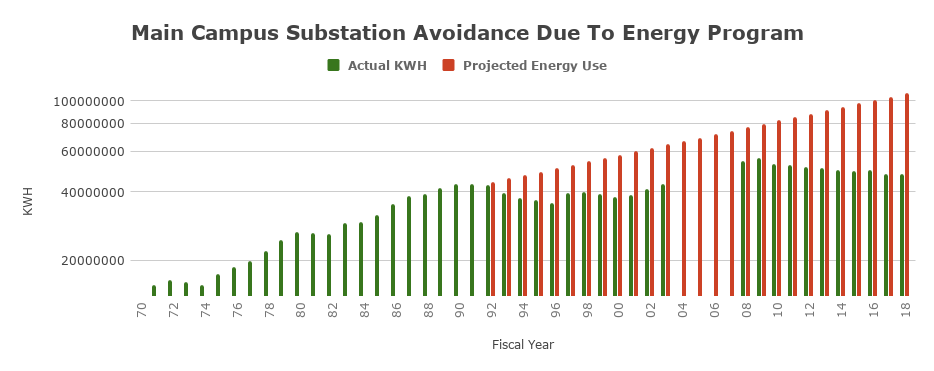 Main Campus Substation Avoidance Due To Energy Program
Actual KWH Projected Energy Use
100000000
80000000
60000000
40000000
20000000
KWH
70 72 74 76 78 80 82 84 86 88 90 92 94 96 98 00 02 04 06 08 10 12 14 16 18
Fiscal Year